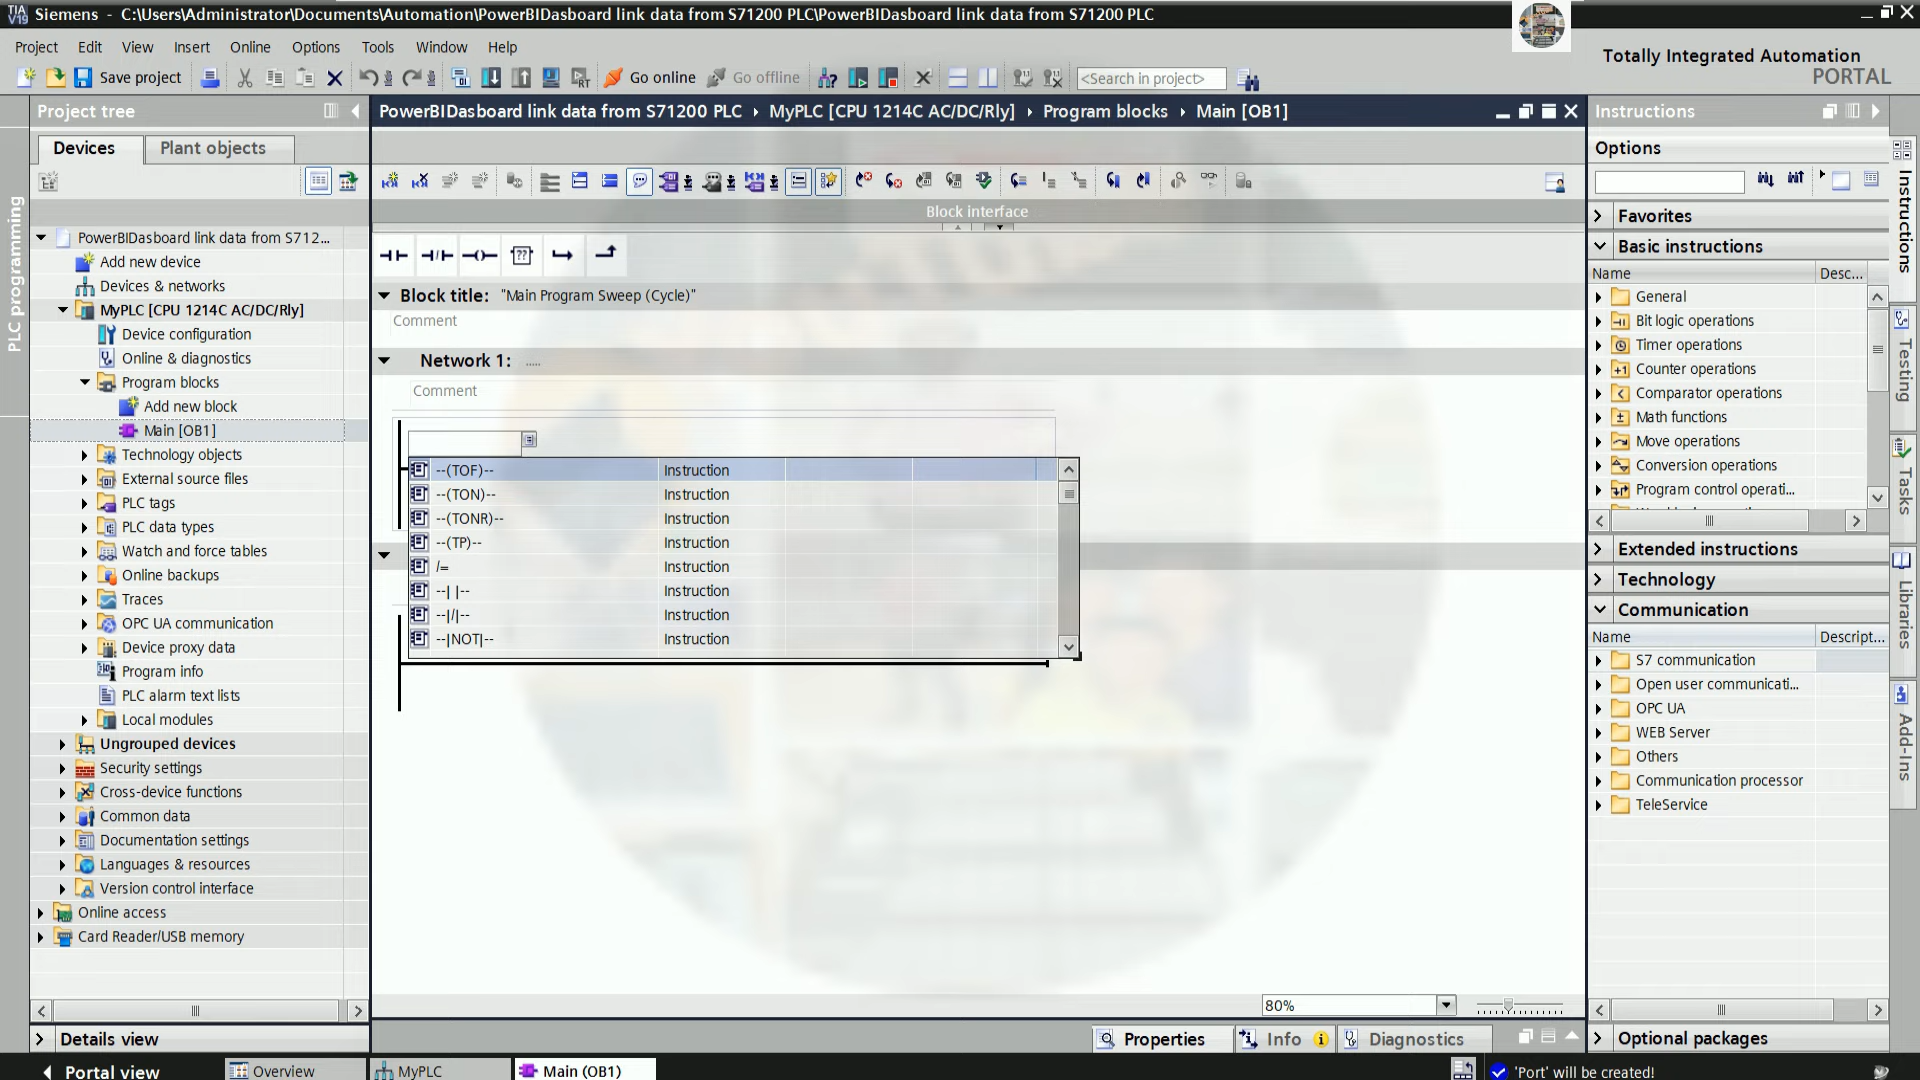 TIA V19 Siemens - C:\Users\Administrator\Documents\Automation\PowerBIDasboard link data from S71200 PLC\PowerBIDasboard link data from S71200 PLC
Project Edit View Insert Online Options Tools Window Help
Totally Integrated Automation
PORTAL
Save project
Go online
Go offline
<Search in project>
Project tree
PowerBIDasboard link data from S71200 PLC › MyPLC [CPU 1214C AC/DC/Rly] › Program blocks › Main [OB1]
Instructions
Devices
Plant objects
Options
PLC programming
Block interface
PowerBIDasboard link data from S712...
Add new device
Devices & networks
MyPLC [CPU 1214C AC/DC/Rly]
Device configuration
Online & diagnostics
Program blocks
Add new block
Main [OB1]
Technology objects
External source files
PLC tags
PLC data types
Watch and force tables
Online backups
Traces
OPC UA communication
Device proxy data
Program info
PLC alarm text lists
Local modules
Ungrouped devices
Security settings
Cross-device functions
Common data
Documentation settings
Languages & resources
Version control interface
Online access
Card Reader/USB memory
Details view
??
Block title: "Main Program Sweep (Cycle)"
Comment
Network 1: .....
Comment
--(TOF)-- Instruction
--(TON)-- Instruction
--(TONR)-- Instruction
--(TP)-- Instruction
/= Instruction
--| |-- Instruction
--|/|-- Instruction
--|NOT|-- Instruction
80%
Properties
Info
Diagnostics
Favorites
Basic instructions
Name Desc...
General
Bit logic operations
Timer operations
Counter operations
Comparator operations
Math functions
Move operations
Conversion operations
Program control operati...
Extended instructions
Technology
Communication
Name Descript...
S7 communication
Open user communicati...
OPC UA
WEB Server
Others
Communication processor
TeleService
Optional packages
Instructions
Testing
Tasks
Libraries
Add-Ins
Portal view
Overview
MyPLC
Main (OB1)
'Port' will be created!